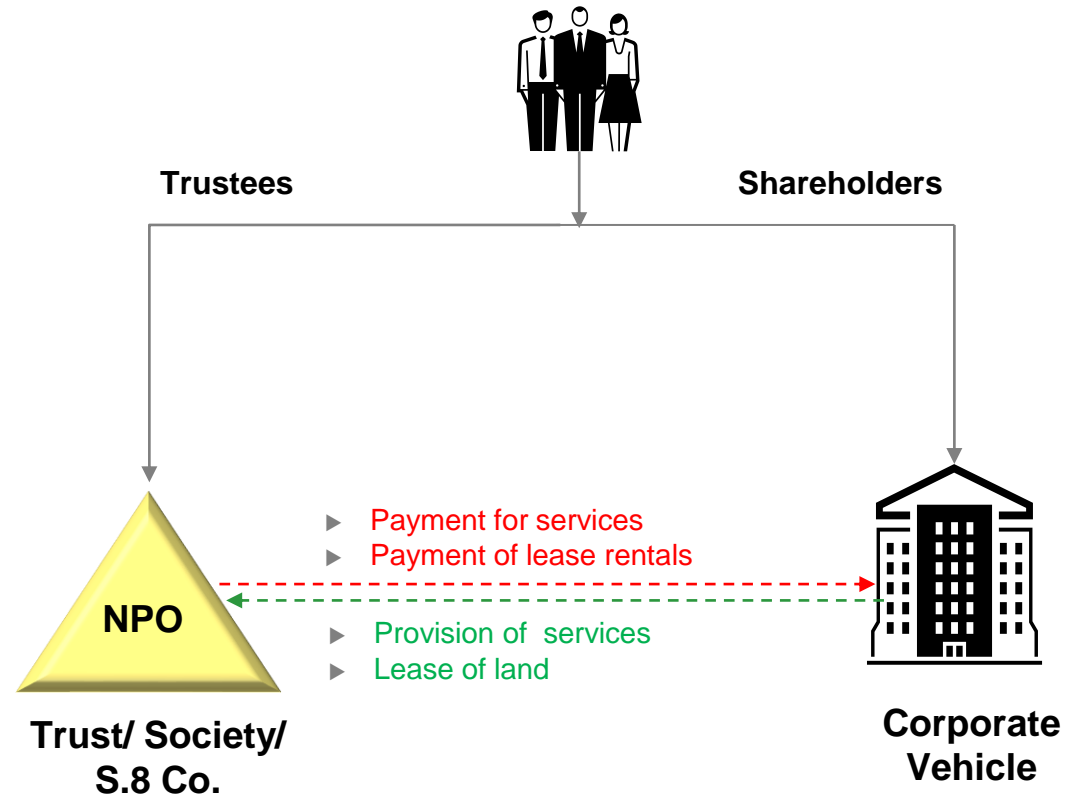 Trustees
Shareholders
Payment for services
Payment of lease rentals
NPO
Provision of services
Lease of land
Trust/ Society/
S.8 Co.
Corporate
Vehicle